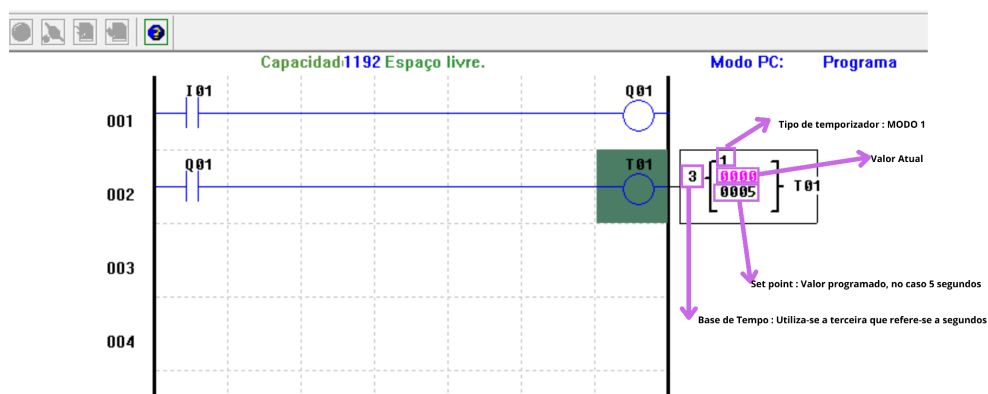 Capacidad 1192 Espaço livre.
Modo PC: Programa
I01
Q01
001
Tipo de temporizador : MODO 1
Q01
T01
1
Valor Atual
3
0000
T01
002
0005
003
Set point : Valor programado, no caso 5 segundos
Base de Tempo : Utiliza-se a terceira que refere-se a segundos
004